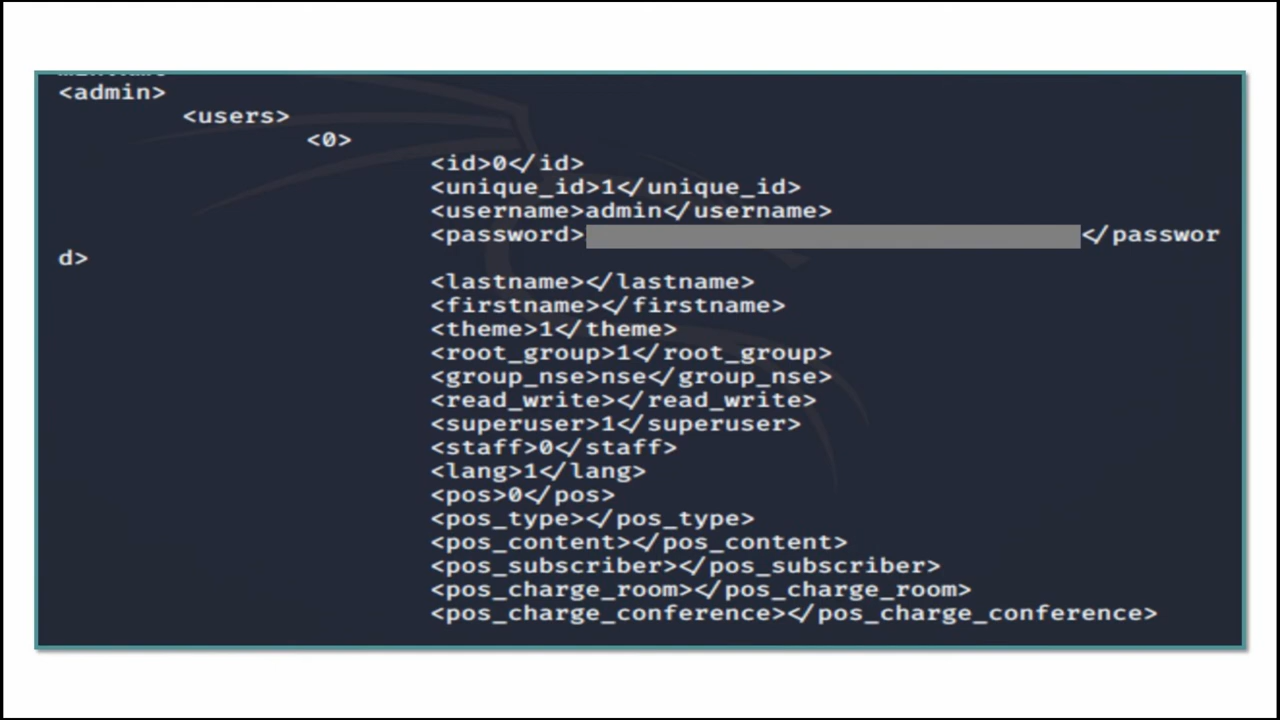 <admin>
<users>
<0>
<id>0</id>
<unique_id>1</unique_id>
<username>admin</username>
<password></passwor
d>
<lastname></lastname>
<firstname></firstname>
<theme>1</theme>
<root_group>1</root_group>
<group_nse>nse</group_nse>
<read_write></read_write>
<superuser>1</superuser>
<staff>0</staff>
<lang>1</lang>
<pos>0</pos>
<pos_type></pos_type>
<pos_content></pos_content>
<pos_subscriber></pos_subscriber>
<pos_charge_room></pos_charge_room>
<pos_charge_conference></pos_charge_conference>